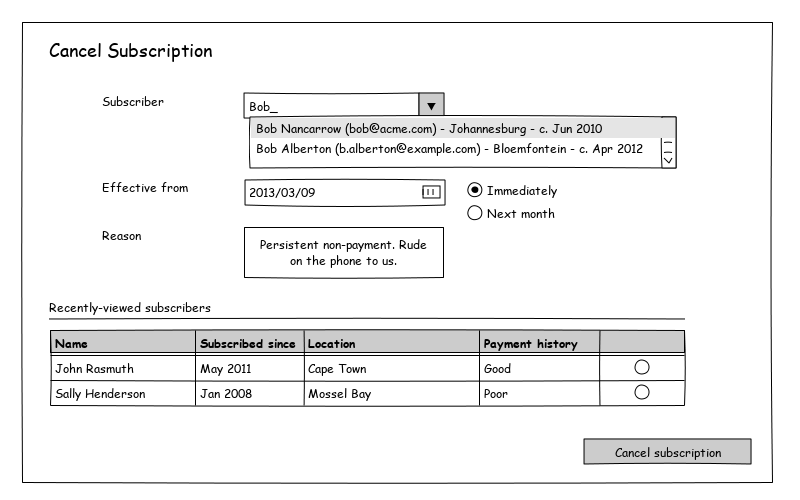 Cancel Subscription
Subscriber
Bob_
Bob Nancarrow (bob@acme.com) - Johannesburg - c. Jun 2010
Bob Alberton (b.alberton@example.com) - Bloemfontein - c. Apr 2012
Effective from
2013/03/09
Immediately
Next month
Reason
Persistent non-payment. Rude
on the phone to us.
Recently-viewed subscribers
Name Subscribed since Location Payment history
John Rasmuth May 2011 Cape Town Good
Sally Henderson Jan 2008 Mossel Bay Poor
Cancel subscription